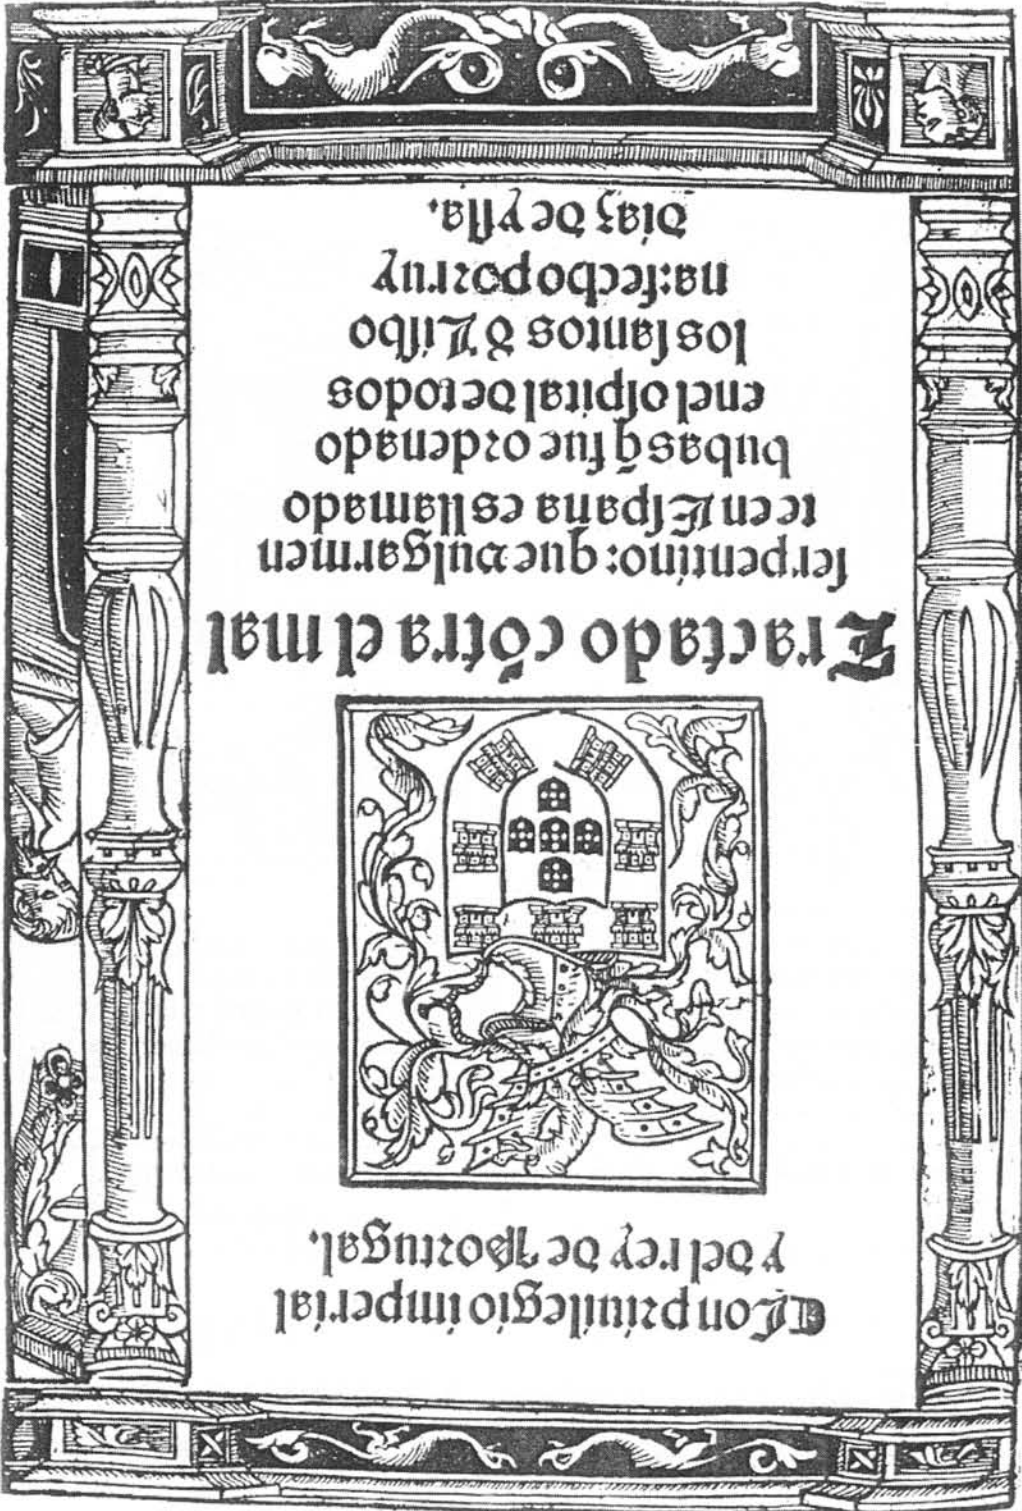 ¶ Con priuilegio imperial
y del rey de Portugal.
Tractado cõtra el mal
serpentino: que vulgarmen
te en España es llamado
bubas q̃ fue ordenado
enel ospital de todos
los santos d̓ Lisbo
na: fecho por ruy
diaz de ysla.